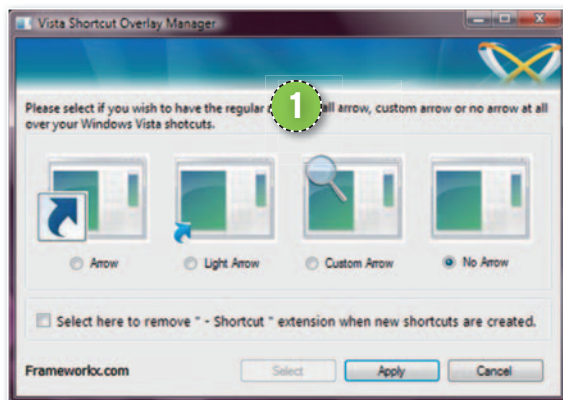 Vista Shortcut Overlay Manager
1
Please select if you wish to have the regular all arrow, custom arrow or no arrow at all
over your Windows Vista shotcuts.
Arrow Light Arrow Custom Arrow No Arrow
Select here to remove " - Shortcut " extension when new shortcuts are created.
Frameworkx.com Select Apply Cancel